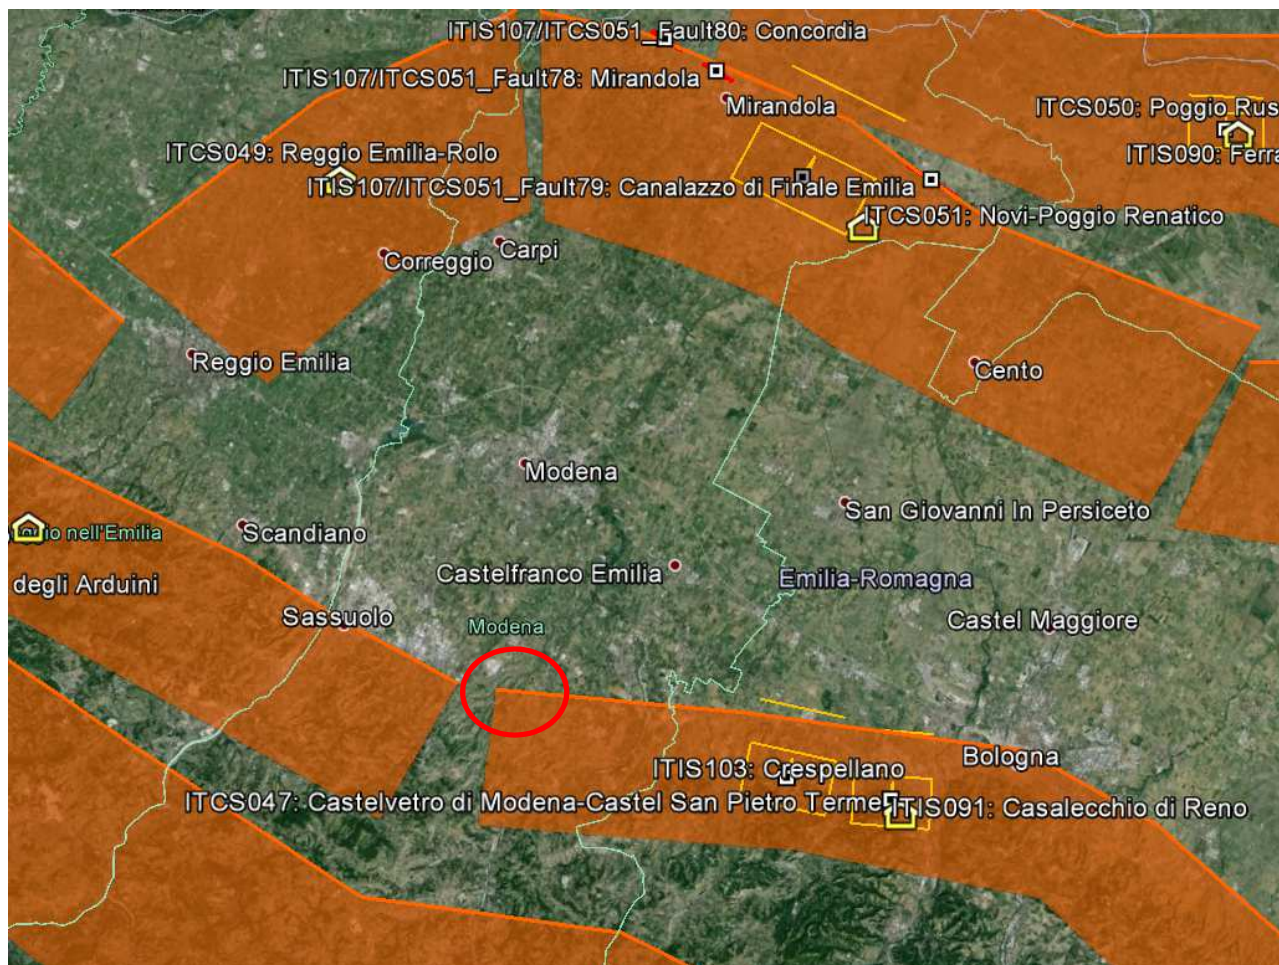 ITIS107/ITCS051_Fault80: Concordia
ITIS107/ITCS051_Fault78: Mirandola
Mirandola
ITCS050: Poggio Rus
ITCS049: Reggio Emilia-Rolo
ITIS090: Ferra
ITIS107/ITCS051_Fault79: Canalazzo di Finale Emilia
ITCS051: Novi-Poggio Renatico
Carpi
Correggio
Reggio Emilia
Cento
Modena
San Giovanni In Persiceto
Scandiano
nell'Emilia
Castelfranco Emilia
Emilia-Romagna
degli Arduini
Sassuolo
Modena
Castel Maggiore
Bologna
ITIS103: Crespellano
ITCS047: Castelvetro di Modena-Castel San Pietro Terme
ITIS091: Casalecchio di Reno